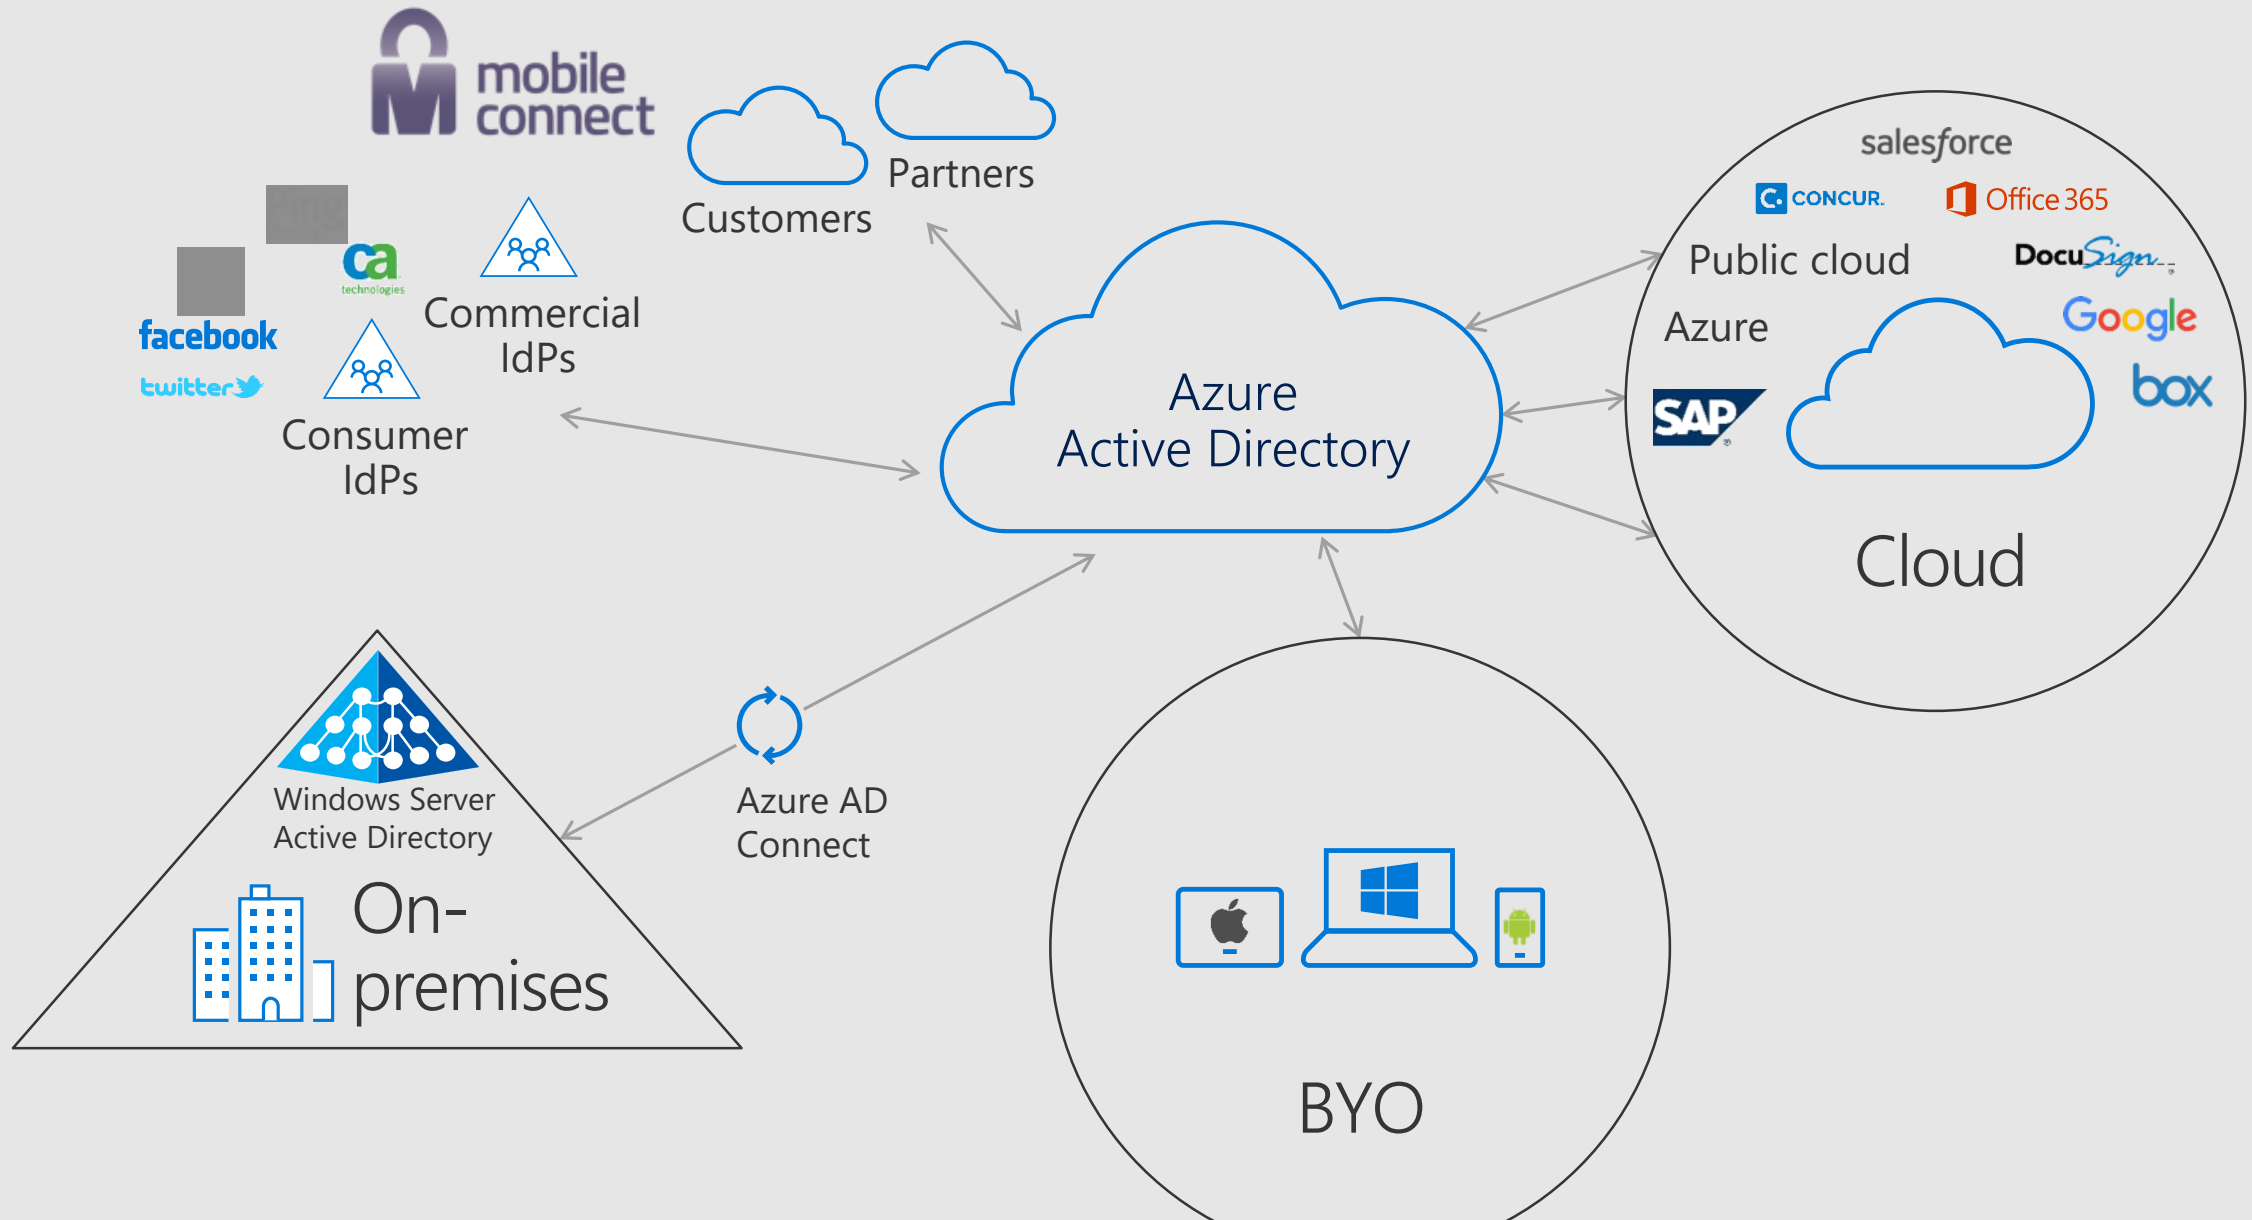 mobile
connect
Partners
Customers
ca
technologies
facebook
twitter
Commercial
IdPs
Consumer
IdPs
Azure
Active Directory
salesforce
CONCUR.
Office 365
Public cloud
DocuSign
Azure
Google
SAP
box
Cloud
Windows Server
Active Directory
On-
premises
Azure AD
Connect
BYO